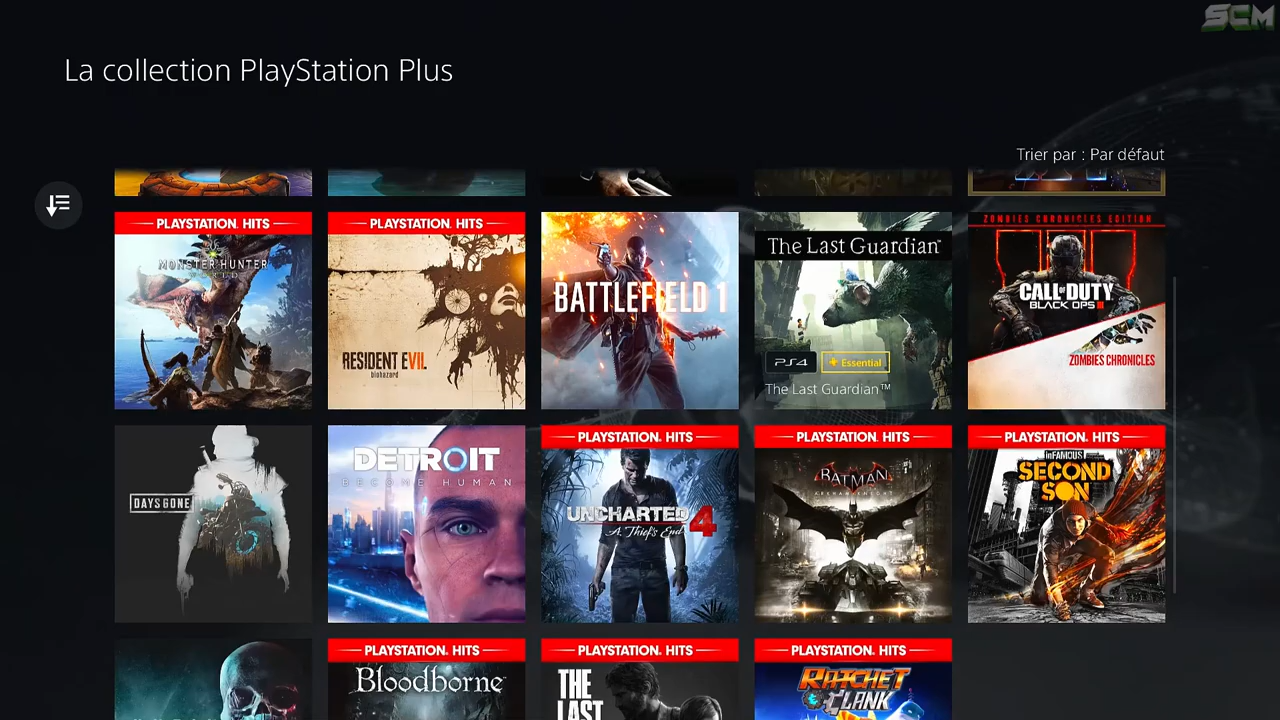 SCM
La collection PlayStation Plus
Trier par : Par défaut
PLAYSTATION HITS
MONSTER HUNTER
WORLD
PLAYSTATION HITS
RESIDENT EVIL
biohazard
BATTLEFIELD 1
The Last Guardian™
PS4
Essential
The Last Guardian™
ZOMBIES CHRONICLES EDITION
CALL OF DUTY
BLACK OPS III
ZOMBIES CHRONICLES
DAYS GONE
DETROIT
BECOME HUMAN
PLAYSTATION HITS
UNCHARTED 4
A Thief's End
PLAYSTATION HITS
BATMAN
ARKHAM KNIGHT
PLAYSTATION HITS
inFAMOUS
SECOND
SON
PLAYSTATION HITS
Bloodborne
PLAYSTATION HITS
THE
LAST
PLAYSTATION HITS
RATCHET
CLANK